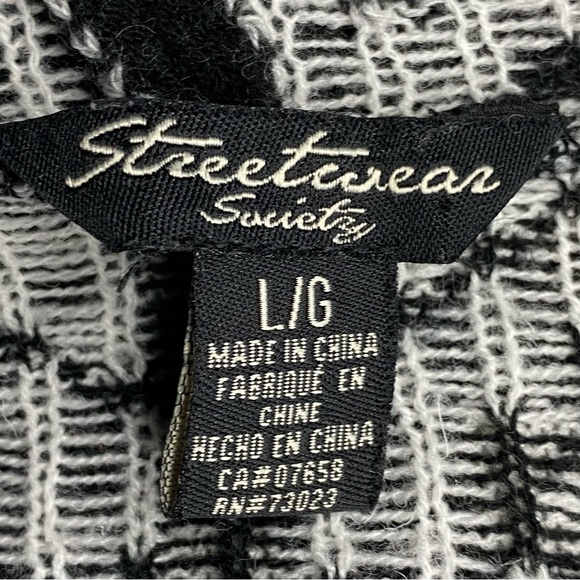 Streetwear
Society
L/G
MADE IN CHINA
FABRIQUÉ EN
CHINE
HECHO EN CHINA
CA#07658
RN#73023